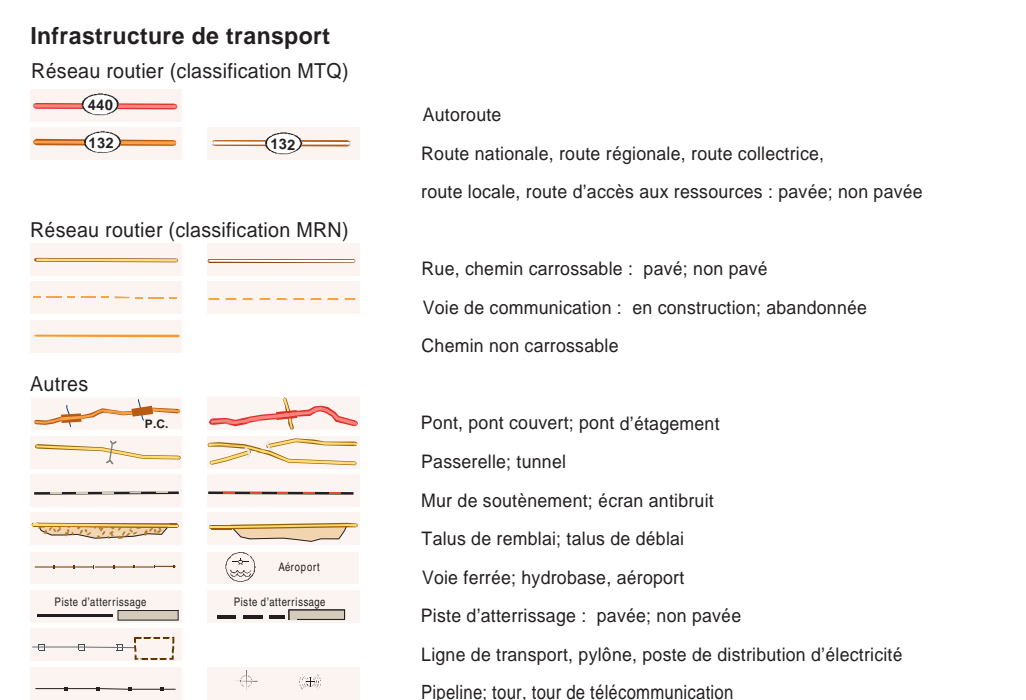 Infrastructure de transport
Réseau routier (classification MTQ)
440
Autoroute
132 132
Route nationale, route régionale, route collectrice,
route locale, route d'accès aux ressources : pavée; non pavée
Réseau routier (classification MRN)
Rue, chemin carrossable : pavé; non pavé
Voie de communication : en construction; abandonnée
Chemin non carrossable
Autres
P.C.
Pont, pont couvert; pont d'étagement
Passerelle; tunnel
Mur de soutènement; écran antibruit
Talus de remblai; talus de déblai
Aéroport
Voie ferrée; hydrobase, aéroport
Piste d'atterrissage Piste d'atterrissage
Piste d'atterrissage : pavée; non pavée
Ligne de transport, pylône, poste de distribution d'électricité
Pipeline; tour, tour de télécommunication